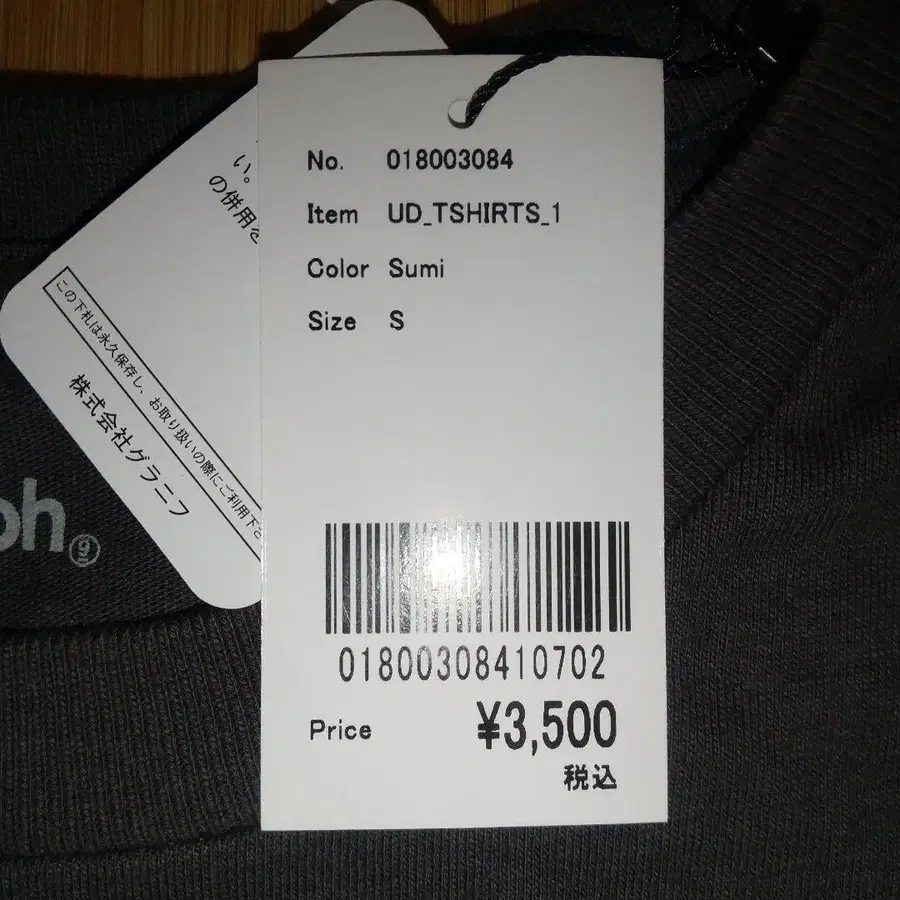 No. 018003084
Item UD_TSHIRTS_1
Color Sumi
Size S
01800308410702
Price ¥3,500
税込
い。
の併用を
この下札は永久保存し、お取り扱いの際にご利用下さ
株式会社グラニフ
ph